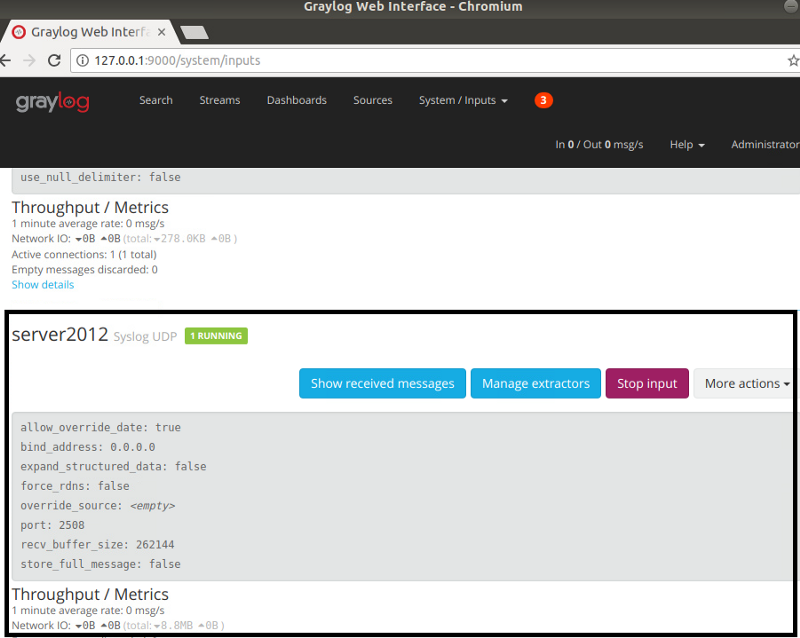 Graylog Web Interface - Chromium
Graylog Web Interfa
127.0.0.1:9000/system/inputs
graylog Search Streams Dashboards Sources System / Inputs 3
In 0 / Out 0 msg/s Help Administrator
use_null_delimiter: false
Throughput / Metrics
1 minute average rate: 0 msg/s
Network IO: 0B 0B (total: 278.0KB 0B )
Active connections: 1 (1 total)
Empty messages discarded: 0
Show details
server2012 Syslog UDP 1 RUNNING
Show received messages Manage extractors Stop input More actions
allow_override_date: true
bind_address: 0.0.0.0
expand_structured_data: false
force_rdns: false
override_source: <empty>
port: 2508
recv_buffer_size: 262144
store_full_message: false
Throughput / Metrics
1 minute average rate: 0 msg/s
Network IO: 0B 0B (total: 8.8MB 0B )